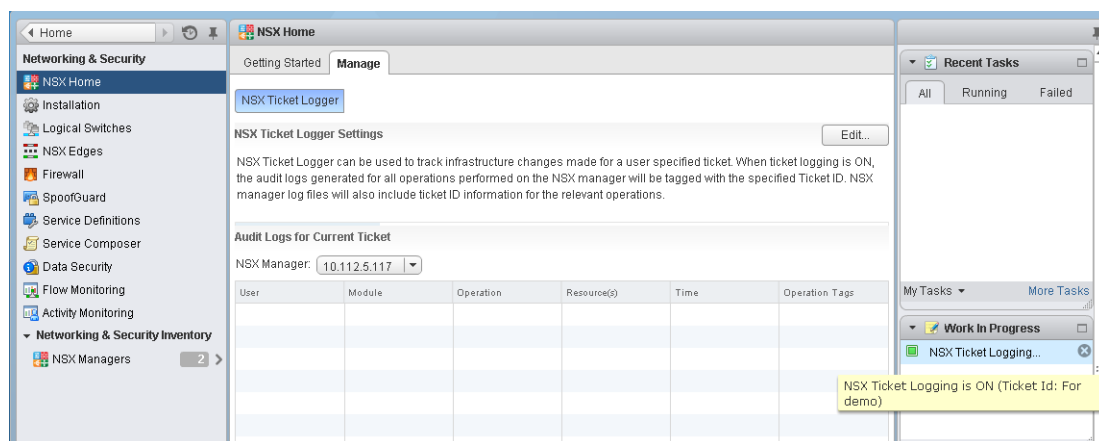 Home
Networking & Security
NSX Home
Installation
Logical Switches
NSX Edges
Firewall
SpoofGuard
Service Definitions
Service Composer
Data Security
Flow Monitoring
Activity Monitoring
Networking & Security Inventory
NSX Managers 2
NSX Home
Getting Started Manage
NSX Ticket Logger
NSX Ticket Logger Settings Edit...
NSX Ticket Logger can be used to track infrastructure changes made for a user specified ticket. When ticket logging is ON,
the audit logs generated for all operations performed on the NSX manager will be tagged with the specified Ticket ID. NSX
manager log files will also include ticket ID information for the relevant operations.
Audit Logs for Current Ticket
NSX Manager: 10.112.5.117
User Module Operation Resource(s) Time Operation Tags
Recent Tasks
All Running Failed
My Tasks More Tasks
Work In Progress
NSX Ticket Logging...
NSX Ticket Logging is ON (Ticket Id: For
demo)